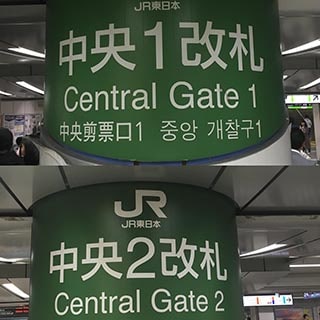 JR東日本
中央1改札
Central Gate 1
中央剪票口1 중앙 개찰구1
JR
JR東日本
中央2改札
Central Gate 2